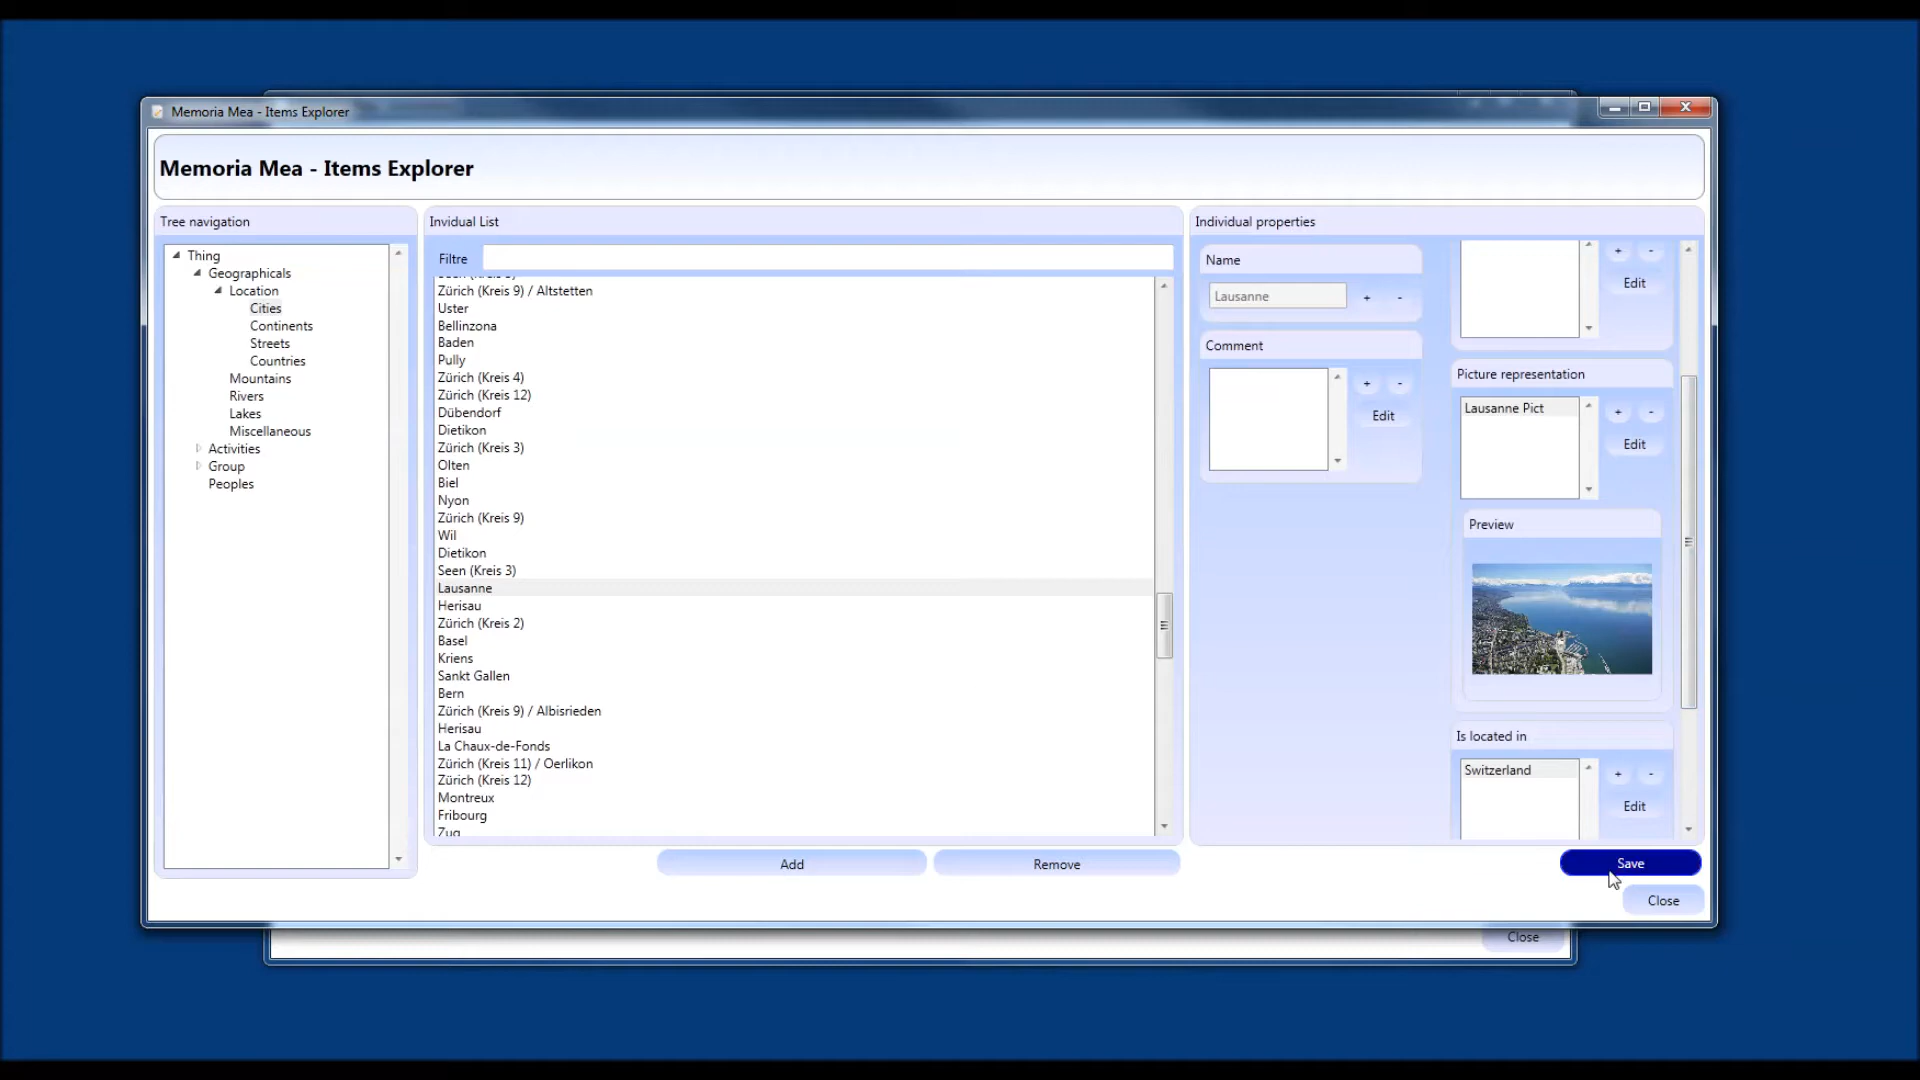 Memoria Mea - Items Explorer
Memoria Mea - Items Explorer
Tree navigation
Thing
Geographicals
Location
Cities
Continents
Streets
Countries
Mountains
Rivers
Lakes
Miscellaneous
Activities
Group
Peoples
Invidual List
Filtre
Zürich (Kreis 9) / Altstetten
Uster
Bellinzona
Baden
Pully
Zürich (Kreis 4)
Zürich (Kreis 12)
Dübendorf
Dietikon
Zürich (Kreis 3)
Olten
Biel
Nyon
Zürich (Kreis 9)
Wil
Dietikon
Seen (Kreis 3)
Lausanne
Herisau
Zürich (Kreis 2)
Basel
Kriens
Sankt Gallen
Bern
Zürich (Kreis 9) / Albisrieden
Herisau
La Chaux-de-Fonds
Zürich (Kreis 11) / Oerlikon
Zürich (Kreis 12)
Montreux
Fribourg
Zug
Add
Remove
Individual properties
Name
Lausanne
+ -
Comment
+ -
Edit
+ -
Edit
Picture representation
Lausanne Pict
+ -
Edit
Preview
Is located in
Switzerland
+ -
Edit
Save
Close
Close